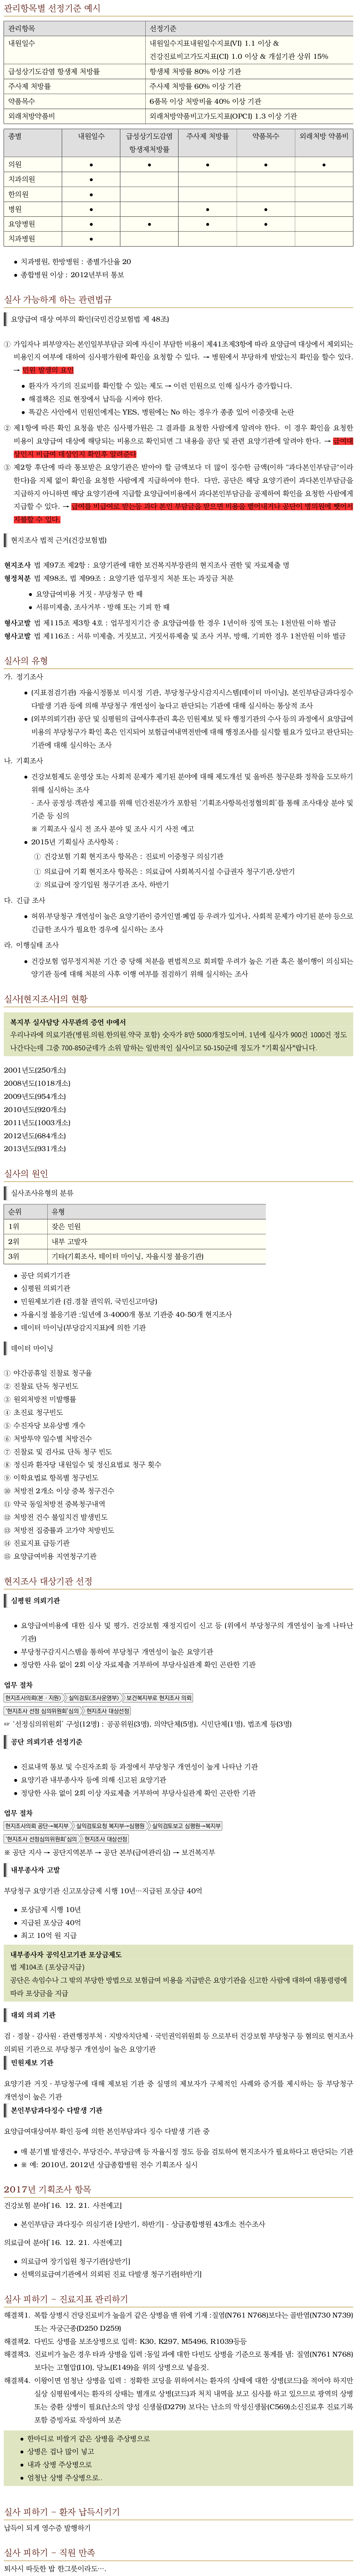 관리항목별 선정기준 예시
관리항목 선정기준
내원일수 내원일수지표내원일수지표(VI) 1.1 이상 &
건강진료비고가도지표(CI) 1.0 이상 & 개설기관 상위 15%
급성상기도감염 항생제 처방률 항생제 처방률 80% 이상 기관
주사제 처방률 주사제 처방률 60% 이상 기관
약품목수 6품목 이상 처방비율 40% 이상 기관
외래처방약품비 외래처방약품비고가도지표(OPCI) 1.3 이상 기관
종별 내원일수 급성상기도감염 주사제 처방률 약품목수 외래처방 약품비
항생제처방률
의원 ● ● ● ● ●
치과의원 ●
한의원 ●
병원 ● ● ●
요양병원 ● ● ● ●
치과병원 ●
● 치과병원, 한방병원 : 종별가산율 20
● 종합병원 이상 : 2012년부터 통보
실사 가능하게 하는 관련법규
요양급여 대상 여부의 확인(국민건강보험법 제 48조)
① 가입자나 피부양자는 본인일부부담금 외에 자신이 부담한 비용이 제41조제3항에 따라 요양급여 대상에서 제외되는
비용인지 여부에 대하여 심사평가원에 확인을 요청할 수 있다. → 병원에서 부당하게 받았는지 확인을 할수 있다.
→ 민원 발생의 요인
● 환자가 자기의 진료비를 확인할 수 있는 제도 → 이런 민원으로 인해 실사가 증가합니다.
● 해결책은 진료 현장에서 납득을 시켜야 한다.
● 똑같은 사안에서 민원인에게는 YES, 병원에는 No 하는 경우가 종종 있어 이중잣대 논란
② 제1항에 따른 확인 요청을 받은 심사평가원은 그 결과를 요청한 사람에게 알려야 한다. 이 경우 확인을 요청한
비용이 요양급여 대상에 해당되는 비용으로 확인되면 그 내용을 공단 및 관련 요양기관에 알려야 한다. → 급여대
상인지 비급여 대상인지 확인후 알려준다
③ 제2항 후단에 따라 통보받은 요양기관은 받아야 할 금액보다 더 많이 징수한 금액(이하 "과다본인부담금"이라
한다)을 지체 없이 확인을 요청한 사람에게 지급하여야 한다. 다만, 공단은 해당 요양기관이 과다본인부담금을
지급하지 아니하면 해당 요양기관에 지급할 요양급여비용에서 과다본인부담금을 공제하여 확인을 요청한 사람에게
지급할 수 있다. → 급여를 비급여로 받는등 과다 본인 부담금을 받으면 비용을 뱉어내거나 공단이 병의원에 뺏어서
지불할 수 있다.
현지조사 법적 근거(건강보험법)
현지조사 법 제97조 제2항 : 요양기관에 대한 보건복지부장관의 현지조사 권한 및 자료제출 명
행정처분 법 제98조, 법 제99조 : 요양기관 업무정지 처분 또는 과징금 처분
● 요양급여비용 거짓 · 부당청구 한 때
● 서류미제출, 조사거부 · 방해 또는 기피 한 때
형사고발 법 제115조 제3항 4호 : 업무정지기간 중 요양급여를 한 경우 1년이하 징역 또는 1천만원 이하 벌금
형사고발 법 제116조 : 서류 미제출, 거짓보고, 거짓서류제출 및 조사 거부, 방해, 기피한 경우 1천만원 이하 벌금
실사의 유형
가. 정기조사
● (지표점검기관) 자율시정통보 미시정 기관, 부당청구상시감지시스템(데이터 마이닝), 본인부담금과다징수
다발생 기관 등에 의해 부당청구 개연성이 높다고 판단되는 기관에 대해 실시하는 통상적 조사
● (외부의뢰기관) 공단 및 심평원의 급여사후관리 혹은 민원제보 및 타 행정기관의 수사 등의 과정에서 요양급여
비용의 부당청구가 확인 혹은 인지되어 보험급여내역전반에 대해 행정조사를 실시할 필요가 있다고 판단되는
기관에 대해 실시하는 조사
나. 기획조사
● 건강보험제도 운영상 또는 사회적 문제가 제기된 분야에 대해 제도개선 및 올바른 청구문화 정착을 도모하기
위해 실시하는 조사
- 조사 공정성·객관성 제고를 위해 민간전문가가 포함된 '기획조사항목선정협의회'를 통해 조사대상 분야 및
기준 등 심의
※ 기획조사 실시 전 조사 분야 및 조사 시기 사전 예고
● 2015년 기획실사 조사항목 :
① 건강보험 기획 현지조사 항목은 : 진료비 이중청구 의심기관
① 의료급여 기획 현지조사 항목은 : 의료급여 사회복지시설 수급권자 청구기관,상반기
② 의료급여 장기입원 청구기관 조사, 하반기
다. 긴급 조사
● 허위·부당청구 개연성이 높은 요양기관이 증거인멸·폐업 등 우려가 있거나, 사회적 문제가 야기된 분야 등으로
긴급한 조사가 필요한 경우에 실시하는 조사
라. 이행실태 조사
● 건강보험 업무정지처분 기간 중 당해 처분을 편법적으로 회피할 우려가 높은 기관 혹은 불이행이 의심되는
양기관 등에 대해 처분의 사후 이행 여부를 점검하기 위해 실시하는 조사
실사[현지조사]의 현황
복지부 실사담당 사무관의 증언 中에서
우리나라에 의료기관(병원.의원.한의원.약국 포함) 숫자가 8만 5000개정도이며, 1년에 실사가 900건 1000건 정도
나간다는데 그중 700-850군데가 소위 말하는 일반적인 실사이고 50-150군데 정도가 "기획실사"랍니다.
2001년도(250개소)
2008년도(1018개소)
2009년도(954개소)
2010년도(920개소)
2011년도(1003개소)
2012년도(684개소)
2013년도(931개소)
실사의 원인
실사조사유형의 분류
순위 유형
1위 잦은 민원
2위 내부 고발자
3위 기타(기획조사, 데이터 마이닝, 자율시정 불응기관)
● 공단 의뢰기기관
● 심평원 의뢰기관
● 민원제보기관 (검.경찰 권익위, 국민신고마당)
● 자율시정 불응기관 :일년에 3-4000개 통보 기관중 40-50개 현지조사
● 데이터 마이닝(부당감지지표)에 의한 기관
데이터 마이닝
① 야간공휴일 진찰료 청구율
② 진찰료 단독 청구빈도
③ 원외처방전 미발행률
④ 초진료 청구빈도
⑤ 수진자당 보유상병 개수
⑥ 처방투약 일수별 처방건수
⑦ 진찰료 및 검사료 단독 청구 빈도
⑧ 정신과 환자당 내원일수 및 정신요법료 청구 횟수
⑨ 이학요법료 항목별 청구빈도
⑩ 처방전 2개소 이상 중복 청구건수
⑪ 약국 동일처방전 중복청구내역
⑫ 처방전 건수 불일치건 발생빈도
⑬ 처방전 집중률과 고가약 처방빈도
⑭ 진료지표 급등기관
⑮ 요양급여비용 지연청구기관
현지조사 대상기관 선정
심평원 의뢰기관
● 요양급여비용에 대한 심사 및 평가, 건강보험 재정지킴이 신고 등 (위에서 부당청구의 개연성이 높게 나타난
기관)
● 부당청구감지시스템을 통하여 부당청구 개연성이 높은 요양기관
● 정당한 사유 없이 2회 이상 자료제출 거부하여 부당사실관계 확인 곤란한 기관
업무 절차
현지조사의뢰(본 · 지원) 실익검토(조사운영부) 보건복지부로 현지조사 의뢰
'현지조사 선정 심의위원회'심의 현지조사 대상선정
☞ '선정심의위원회' 구성(12명) : 공공위원(3명), 의약단체(5명), 시민단체(1명), 법조계 등(3명)
공단 의뢰기관 선정기준
● 진료내역 통보 및 수진자조회 등 과정에서 부당청구 개연성이 높게 나타난 기관
● 요양기관 내부종사자 등에 의해 신고된 요양기관
● 정당한 사유 없이 2회 이상 자료제출 거부하여 부당사실관계 확인 곤란한 기관
업무 절차
현지조사의뢰 공단→복지부 실익검토요청 복지부→심평원 실익검토보고 심평원→복지부
'현지조사 선정심의위원회'심의 현지조사 대상선정
※ 공단 지사 → 공단지역본부 → 공단 본부(급여관리실) → 보건복지부
내부종사자 고발
부당청구 요양기관 신고포상금제 시행 10년…지급된 포상금 40억
● 포상금제 시행 10년
● 지급된 포상금 40억
● 최고 10억 원 지급
내부종사자 공익신고기관 포상금제도
법 제104조 (포상금지급)
공단은 속임수나 그 밖의 부당한 방법으로 보험급여 비용을 지급받은 요양기관을 신고한 사람에 대하여 대통령령에
따라 포상금을 지급
대외 의뢰 기관
검 · 경찰 · 감사원 · 관련행정부처 · 지방자치단체 · 국민권익위원회 등 으로부터 건강보험 부당청구 등 혐의로 현지조사
의뢰된 기관으로 부당청구 개연성이 높은 요양기관
민원제보 기관
요양기관 거짓 · 부당청구에 대해 제보된 기관 중 실명의 제보자가 구체적인 사례와 증거를 제시하는 등 부당청구
개연성이 높은 기관
본인부담과다징수 다발생 기관
요양급여대상여부 확인 등에 의한 본인부담과다 징수 다발생 기관 중
● 매 분기별 발생건수, 부당건수, 부당금액 등 자율시정 정도 등을 검토하여 현지조사가 필요하다고 판단되는 기관
● ※ 예: 2010년, 2012년 상급종합병원 전수 기획조사 실시
2017년 기획조사 항목
건강보험 분야['16. 12. 21. 사전예고]
● 본인부담금 과다징수 의심기관 [상반기, 하반기] - 상급종합병원 43개소 전수조사
의료급여 분야['16. 12. 21. 사전예고]
● 의료급여 장기입원 청구기관[상반기]
● 선택의료급여기관에서 의뢰된 진료 다발생 청구기관[하반기]
실사 피하기 – 진료지표 관리하기
해결책1. 복합 상병시 건당진료비가 높을거 같은 상병을 맨 위에 기재 :질염(N761 N768)보다는 골반염(N730 N739)
또는 자궁근종(D250 D259)
해결책2. 다빈도 상병을 보조상병으로 입력: K30, K297, M5496, R1039등등
해결책3. 진료비가 높은 경우 타과 상병을 입력 :동일 과에 대한 다빈도 상병을 기준으로 통계를 냄: 질염(N761 N768)
보다는 고혈압(I10), 당뇨(E149)을 위의 상병으로 넣을것.
해결책4. 이왕이면 엄청난 상병을 입력 : 정확한 코딩을 위하여서는 환자의 상태에 대한 상병(코드)을 적어야 하지만
실상 심평원에서는 환자의 상태는 별개로 상병(코드)과 처치 내역을 보고 심사를 하고 있으므로 광역의 상병
또는 중환 상병이 필요(난소의 양성 신생물(D279) 보다는 난소의 악성신생물(C569)소신진료후 진료기록
포함 증빙자료 작성하여 보존
● 한마디로 비쌀거 같은 상병을 주상병으로
● 상병은 겁나 많이 넣고
● 내과 상병 주상병으로
● 엄청난 상병 주상병으로..
실사 피하기 – 환자 납득시키기
납득이 되게 영수증 발행하기
실사 피하기 – 직원 만족
퇴사시 따듯한 밥 한그릇이라도….